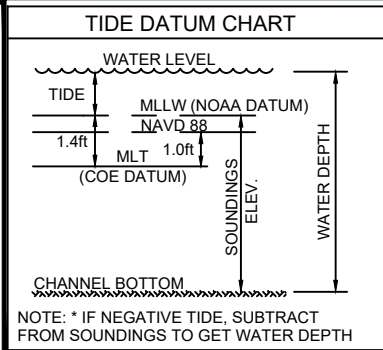 TIDE DATUM CHART
WATER LEVEL
TIDE
MLLW (NOAA DATUM)
NAVD 88
1.4ft
1.0ft
MLT
(COE DATUM)
SOUNDINGS
ELEV.
WATER DEPTH
CHANNEL BOTTOM
NOTE: * IF NEGATIVE TIDE, SUBTRACT
FROM SOUNDINGS TO GET WATER DEPTH